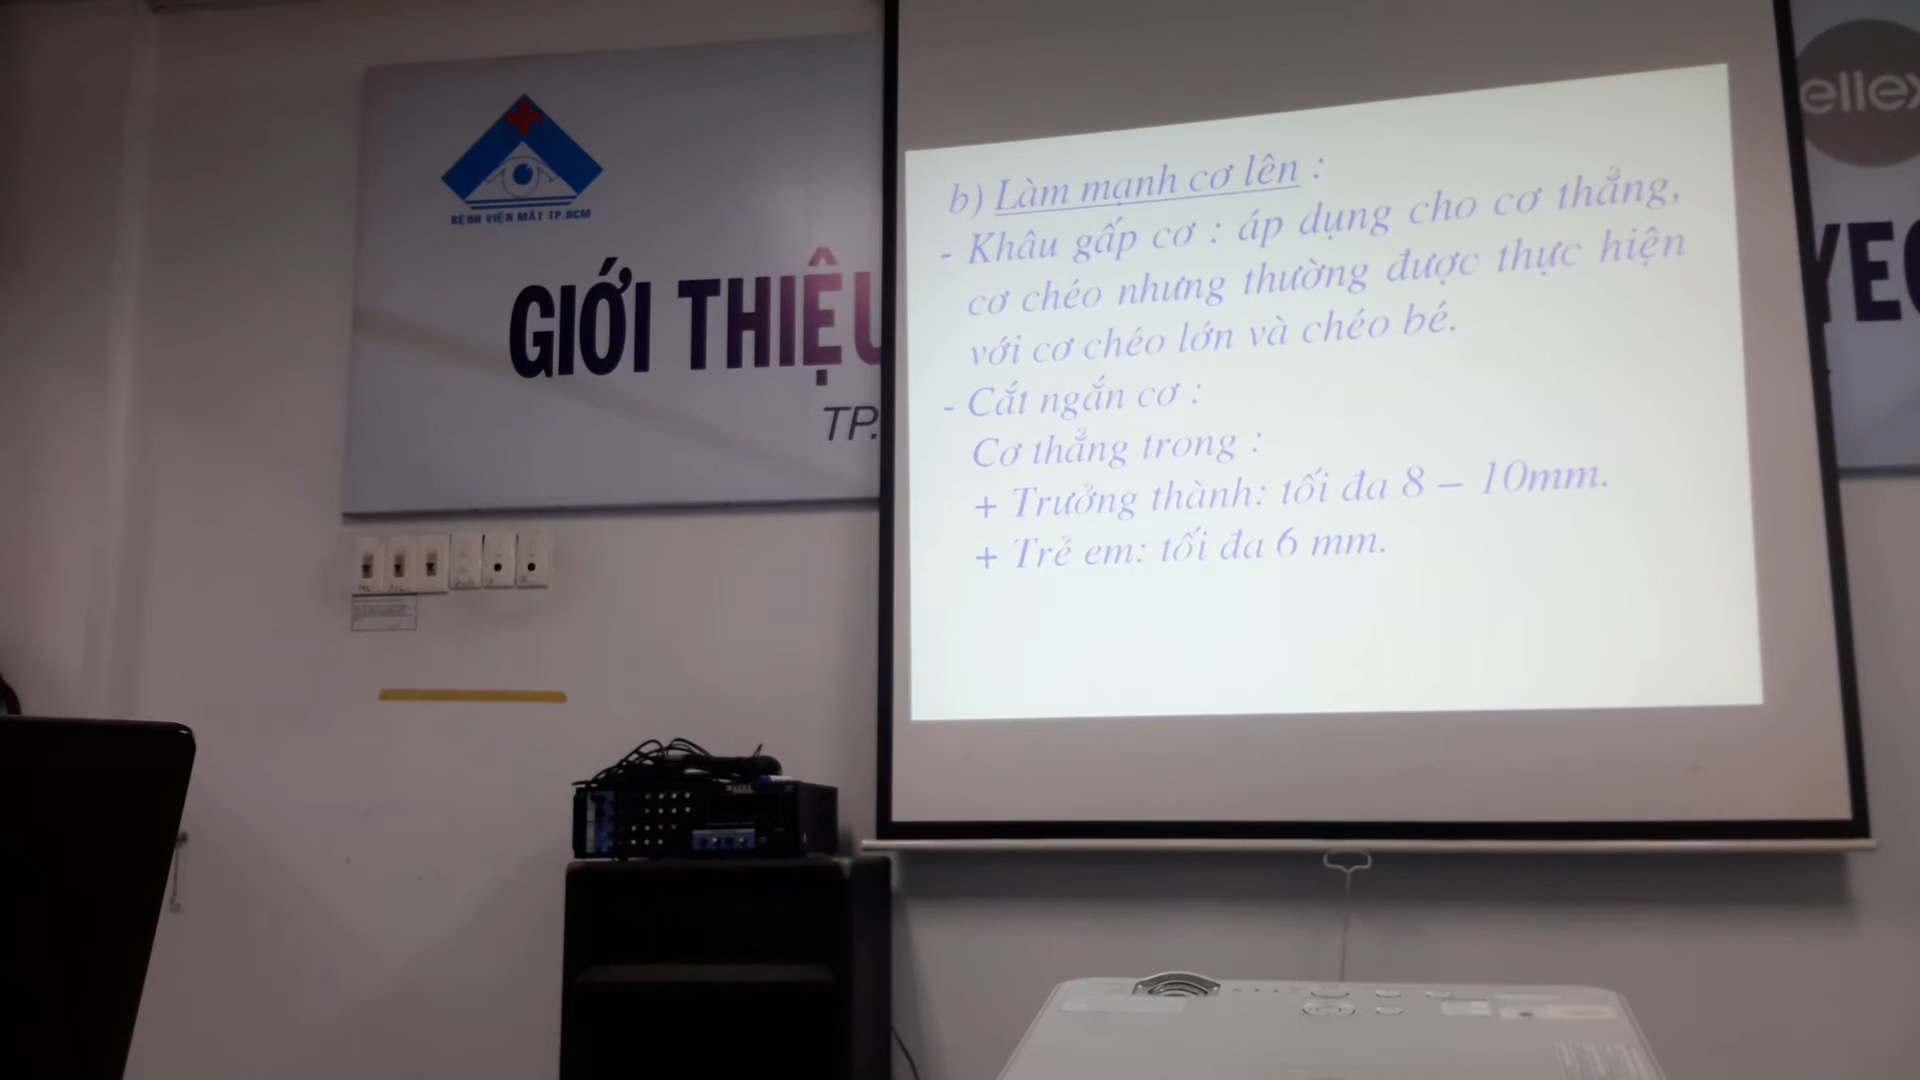 BỆNH VIỆN MẮT TP.HCM
GIỚI THIỆU
TP.
b) Làm mạnh cơ lên :
- Khâu gấp cơ : áp dụng cho cơ thẳng,
cơ chéo nhưng thường được thực hiện
với cơ chéo lớn và chéo bé.
- Cắt ngắn cơ :
Cơ thẳng trong :
+ Trưởng thành: tối đa 8 – 10mm.
+ Trẻ em: tối đa 6 mm.
ellex